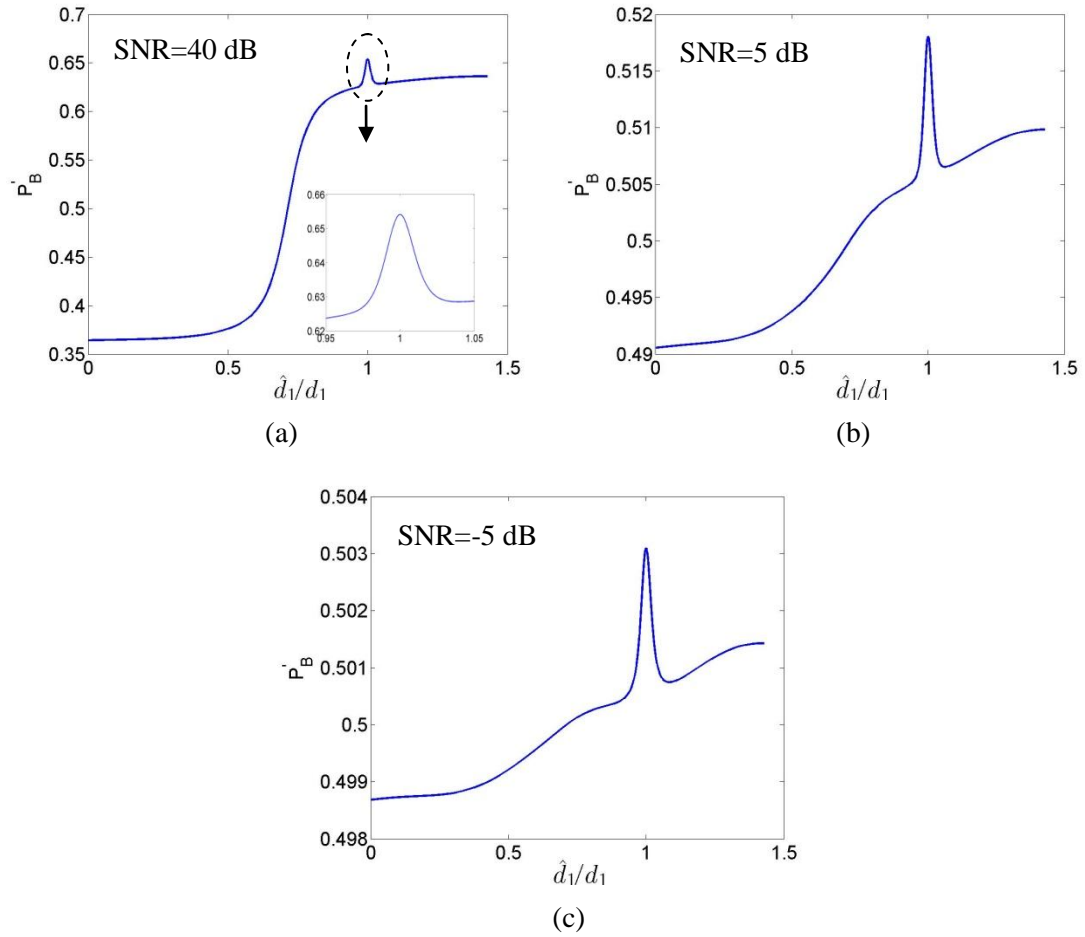 SNR=40 dB
0.7
0.65
0.6
0.55
0.5
0.45
0.4
0.35
P'_B
0.66
0.65
0.64
0.63
0.62
0.95 1 1.05
0 0.5 1 1.5
d̂₁/d₁
(a)
SNR=5 dB
0.52
0.515
0.51
0.505
0.5
0.495
0.49
P'_B
0 0.5 1 1.5
d̂₁/d₁
(b)
SNR=-5 dB
0.504
0.503
0.502
0.501
0.5
0.499
0.498
P'_B
0 0.5 1 1.5
d̂₁/d₁
(c)